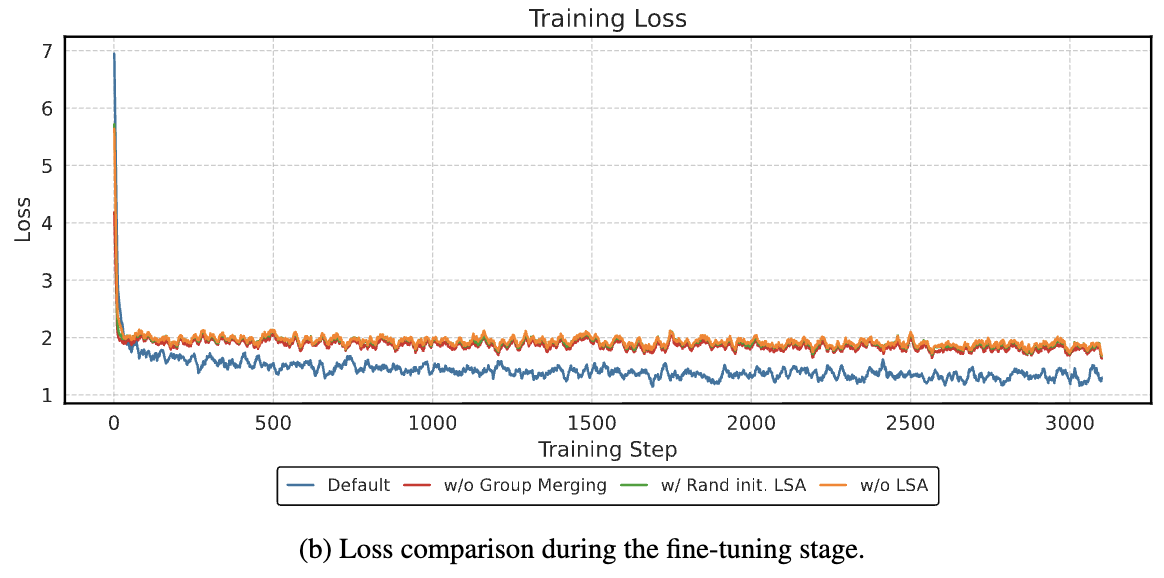 Training Loss
7
6
5
4
3
2
1
Loss
0 500 1000 1500 2000 2500 3000
Training Step
Default w/o Group Merging w/ Rand init. LSA w/o LSA
(b) Loss comparison during the fine-tuning stage.